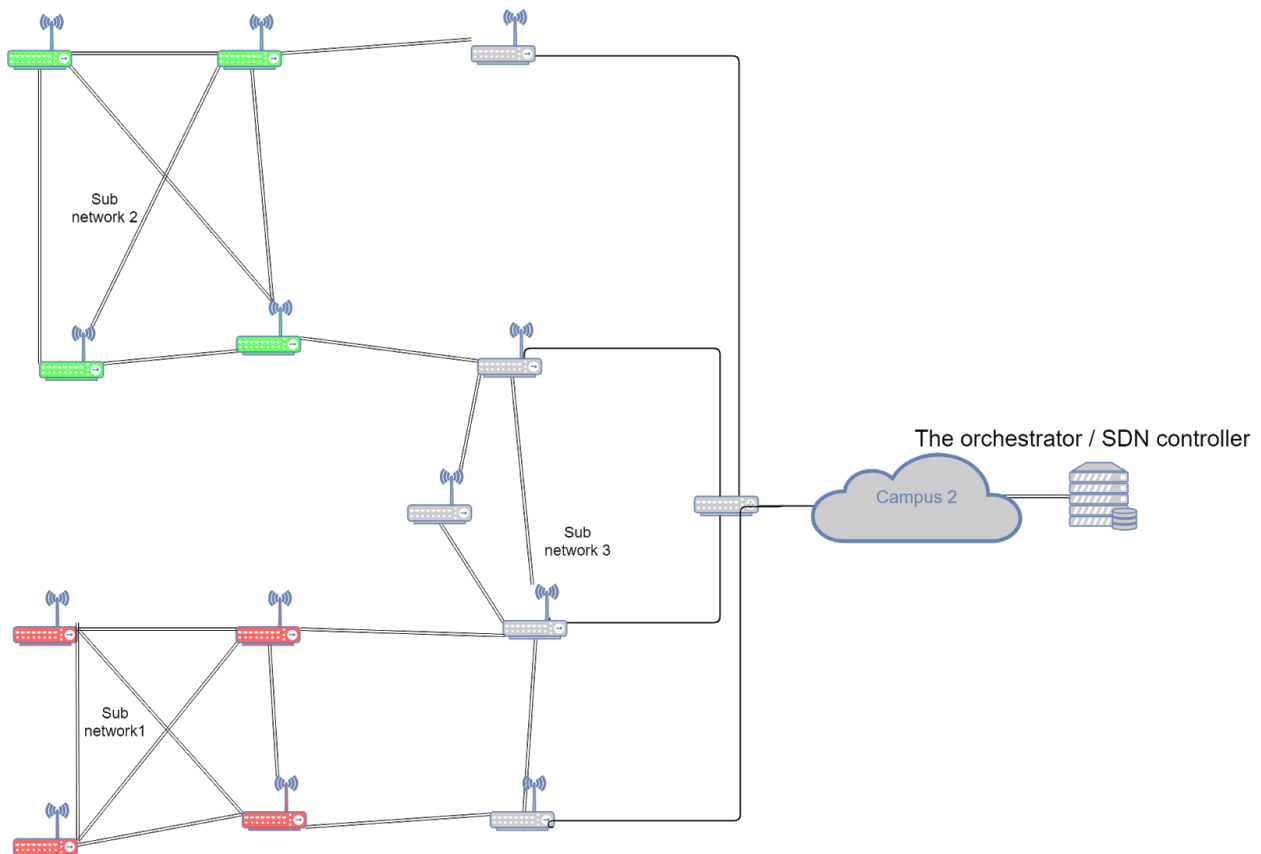 Sub
network 2
The orchestrator / SDN controller
Campus 2
Sub
network 3
Sub
network1